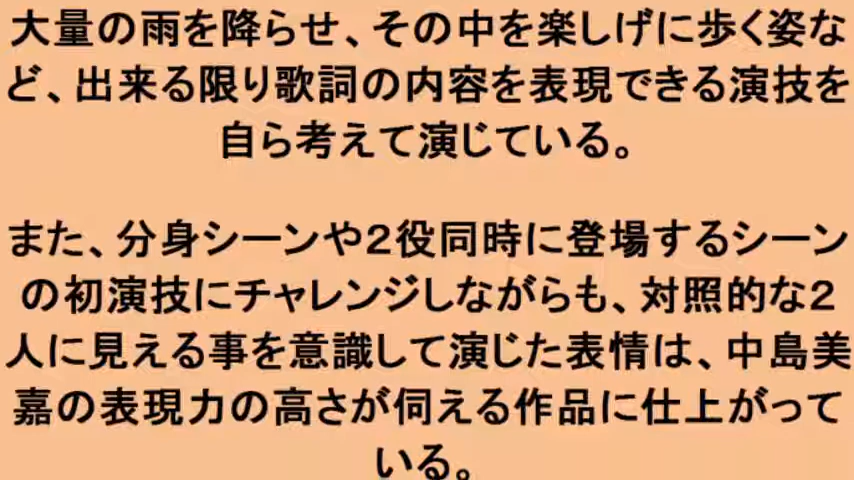 大量の雨を降らせ、その中を楽しげに歩く姿な
ど、出来る限り歌詞の内容を表現できる演技を
自ら考えて演じている。
また、分身シーンや２役同時に登場するシーン
の初演技にチャレンジしながらも、対照的な２
人に見える事を意識して演じた表情は、中島美
嘉の表現力の高さが伺える作品に仕上がって
いる。